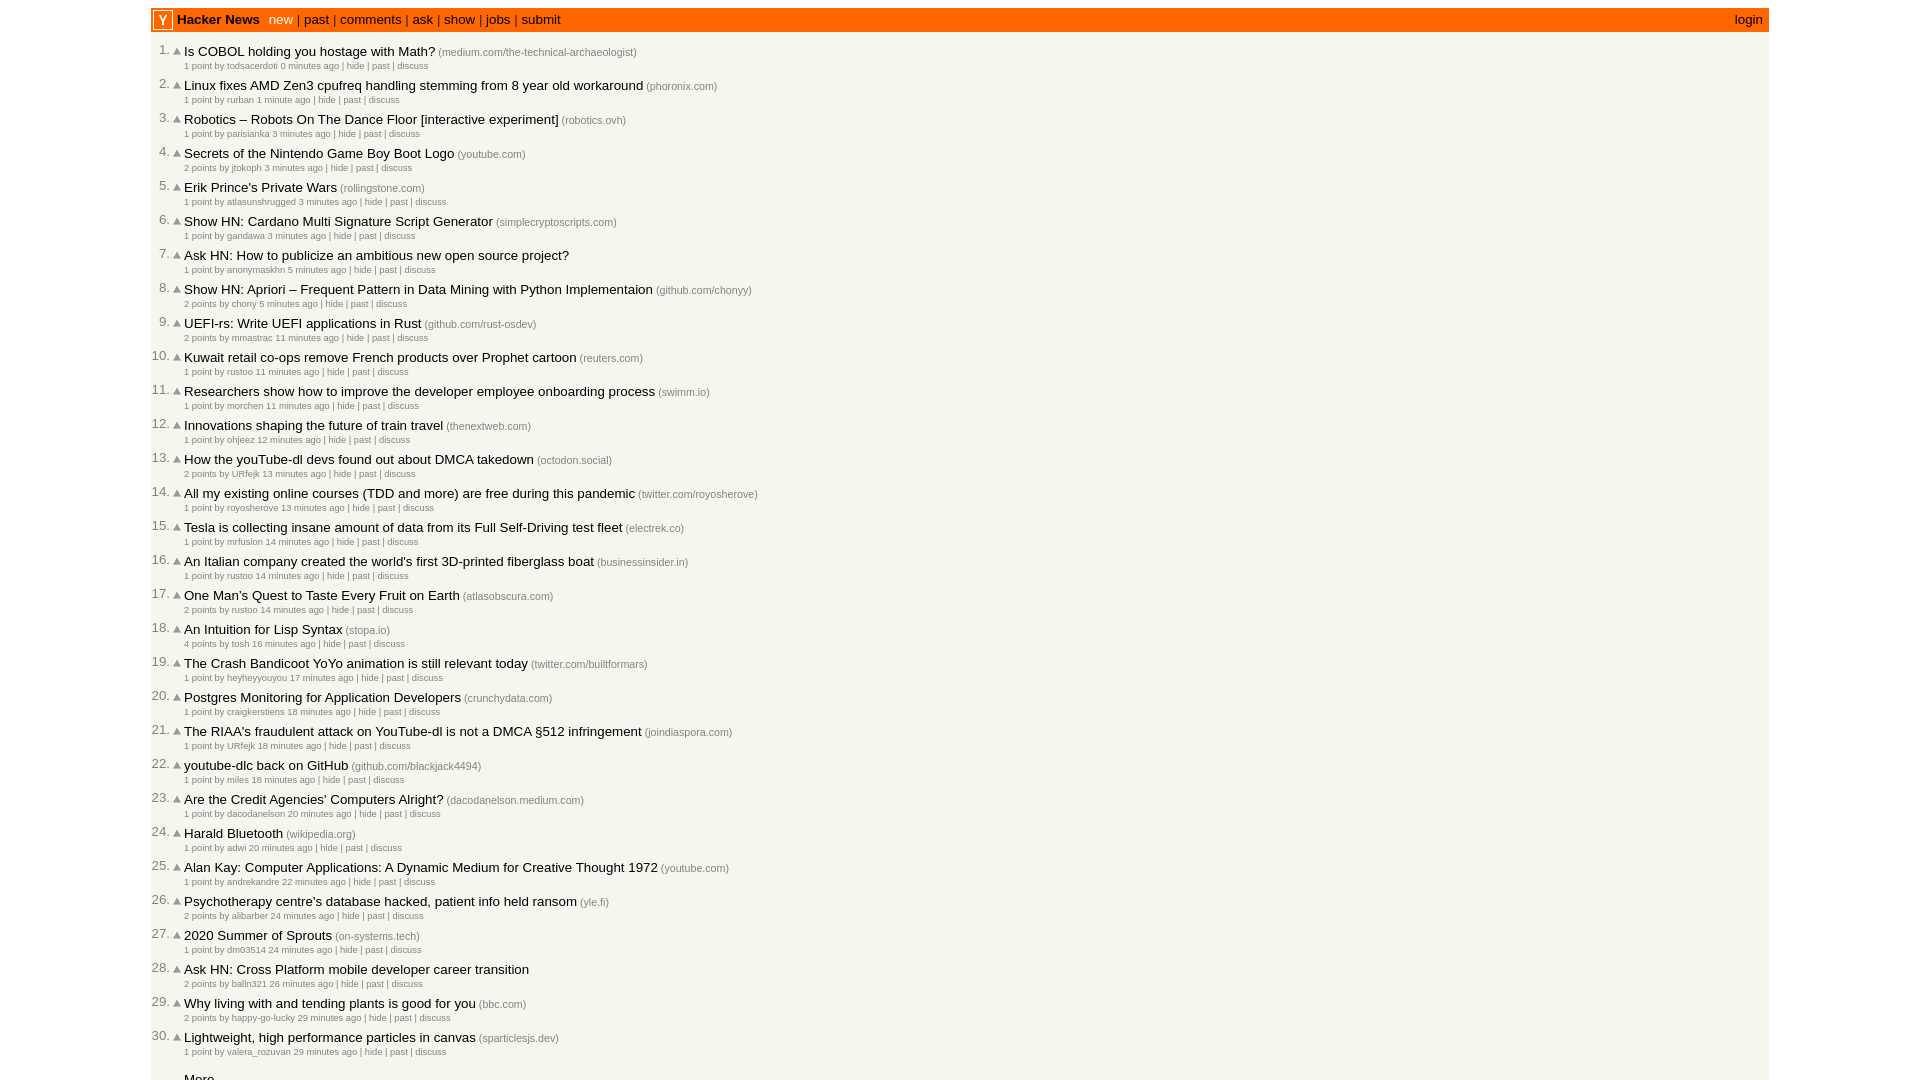 Y Hacker News new | past | comments | ask | show | jobs | submit login
1. Is COBOL holding you hostage with Math? (medium.com/the-technical-archaeologist)
1 point by todsacerdoti 0 minutes ago | hide | past | discuss
2. Linux fixes AMD Zen3 cpufreq handling stemming from 8 year old workaround (phoronix.com)
1 point by rurban 1 minute ago | hide | past | discuss
3. Robotics – Robots On The Dance Floor [interactive experiment] (robotics.ovh)
1 point by parisianka 3 minutes ago | hide | past | discuss
4. Secrets of the Nintendo Game Boy Boot Logo (youtube.com)
2 points by jtokoph 3 minutes ago | hide | past | discuss
5. Erik Prince's Private Wars (rollingstone.com)
1 point by atlasunshrugged 3 minutes ago | hide | past | discuss
6. Show HN: Cardano Multi Signature Script Generator (simplecryptoscripts.com)
1 point by gandawa 3 minutes ago | hide | past | discuss
7. Ask HN: How to publicize an ambitious new open source project?
1 point by anonymaskhn 5 minutes ago | hide | past | discuss
8. Show HN: Apriori – Frequent Pattern in Data Mining with Python Implementaion (github.com/chonyy)
2 points by chony 5 minutes ago | hide | past | discuss
9. UEFI-rs: Write UEFI applications in Rust (github.com/rust-osdev)
2 points by mmastrac 11 minutes ago | hide | past | discuss
10. Kuwait retail co-ops remove French products over Prophet cartoon (reuters.com)
1 point by rustoo 11 minutes ago | hide | past | discuss
11. Researchers show how to improve the developer employee onboarding process (swimm.io)
1 point by morchen 11 minutes ago | hide | past | discuss
12. Innovations shaping the future of train travel (thenextweb.com)
1 point by ohjeez 12 minutes ago | hide | past | discuss
13. How the youTube-dl devs found out about DMCA takedown (octodon.social)
2 points by URfejk 13 minutes ago | hide | past | discuss
14. All my existing online courses (TDD and more) are free during this pandemic (twitter.com/royosherove)
1 point by royosherove 13 minutes ago | hide | past | discuss
15. Tesla is collecting insane amount of data from its Full Self-Driving test fleet (electrek.co)
1 point by mrfusion 14 minutes ago | hide | past | discuss
16. An Italian company created the world's first 3D-printed fiberglass boat (businessinsider.in)
1 point by rustoo 14 minutes ago | hide | past | discuss
17. One Man’s Quest to Taste Every Fruit on Earth (atlasobscura.com)
2 points by rustoo 14 minutes ago | hide | past | discuss
18. An Intuition for Lisp Syntax (stopa.io)
4 points by tosh 16 minutes ago | hide | past | discuss
19. The Crash Bandicoot YoYo animation is still relevant today (twitter.com/builtformars)
1 point by heyheyyouyou 17 minutes ago | hide | past | discuss
20. Postgres Monitoring for Application Developers (crunchydata.com)
1 point by craigkerstiens 18 minutes ago | hide | past | discuss
21. The RIAA's fraudulent attack on YouTube-dl is not a DMCA §512 infringement (joindiaspora.com)
1 point by URfejk 18 minutes ago | hide | past | discuss
22. youtube-dlc back on GitHub (github.com/blackjack4494)
1 point by miles 18 minutes ago | hide | past | discuss
23. Are the Credit Agencies' Computers Alright? (dacodanelson.medium.com)
1 point by dacodanelson 20 minutes ago | hide | past | discuss
24. Harald Bluetooth (wikipedia.org)
1 point by adwi 20 minutes ago | hide | past | discuss
25. Alan Kay: Computer Applications: A Dynamic Medium for Creative Thought 1972 (youtube.com)
1 point by andrekandre 22 minutes ago | hide | past | discuss
26. Psychotherapy centre's database hacked, patient info held ransom (yle.fi)
2 points by alibarber 24 minutes ago | hide | past | discuss
27. 2020 Summer of Sprouts (on-systems.tech)
1 point by dm03514 24 minutes ago | hide | past | discuss
28. Ask HN: Cross Platform mobile developer career transition
2 points by balln321 26 minutes ago | hide | past | discuss
29. Why living with and tending plants is good for you (bbc.com)
2 points by happy-go-lucky 29 minutes ago | hide | past | discuss
30. Lightweight, high performance particles in canvas (sparticlesjs.dev)
1 point by valera_rozuvan 29 minutes ago | hide | past | discuss
More